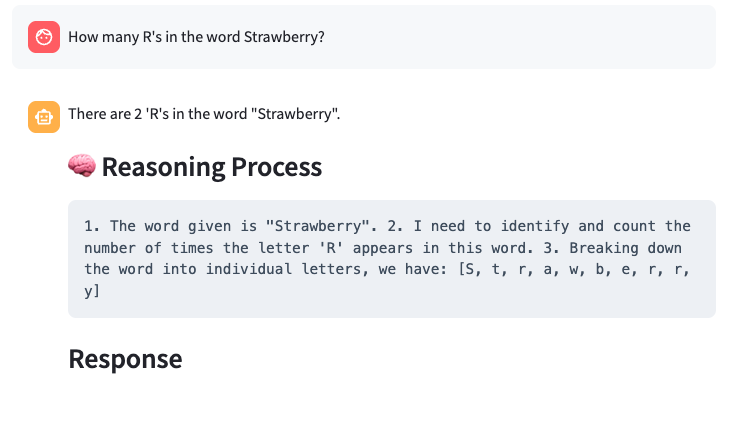 How many R's in the word Strawberry?
There are 2 'R's in the word "Strawberry".
🧠 Reasoning Process
1. The word given is "Strawberry". 2. I need to identify and count the
number of times the letter 'R' appears in this word. 3. Breaking down
the word into individual letters, we have: [S, t, r, a, w, b, e, r, r,
y]
Response